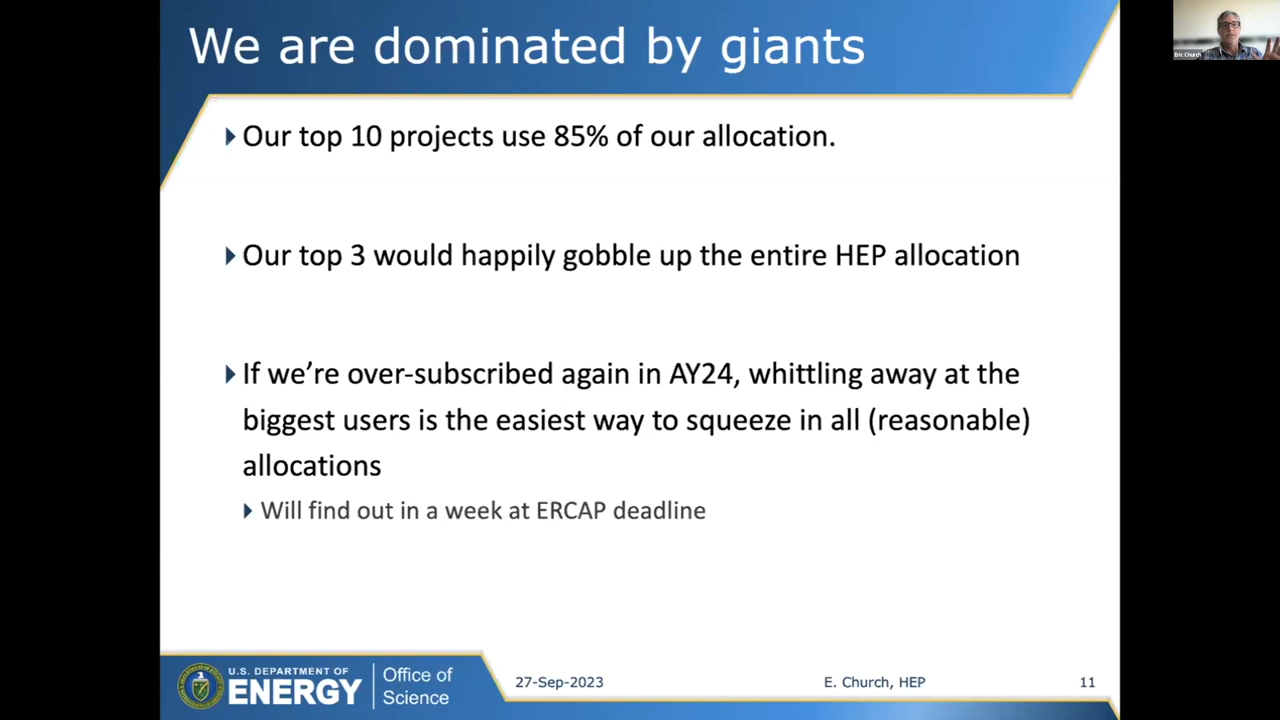 We are dominated by giants
Eric Church
Our top 10 projects use 85% of our allocation.
Our top 3 would happily gobble up the entire HEP allocation
If we’re over-subscribed again in AY24, whittling away at the
biggest users is the easiest way to squeeze in all (reasonable)
allocations
Will find out in a week at ERCAP deadline
U.S. DEPARTMENT OF
ENERGY
Office of
Science
27-Sep-2023
E. Church, HEP
11